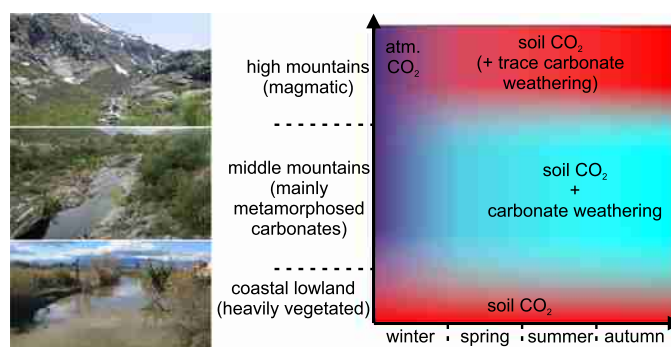 high mountains
(magmatic)
middle mountains
(mainly
metamorphosed
carbonates)
coastal lowland
(heavily vegetated)
atm.
CO₂
soil CO₂
(+ trace carbonate
weathering)
soil CO₂
+
carbonate weathering
soil CO₂
winter
spring
summer
autumn